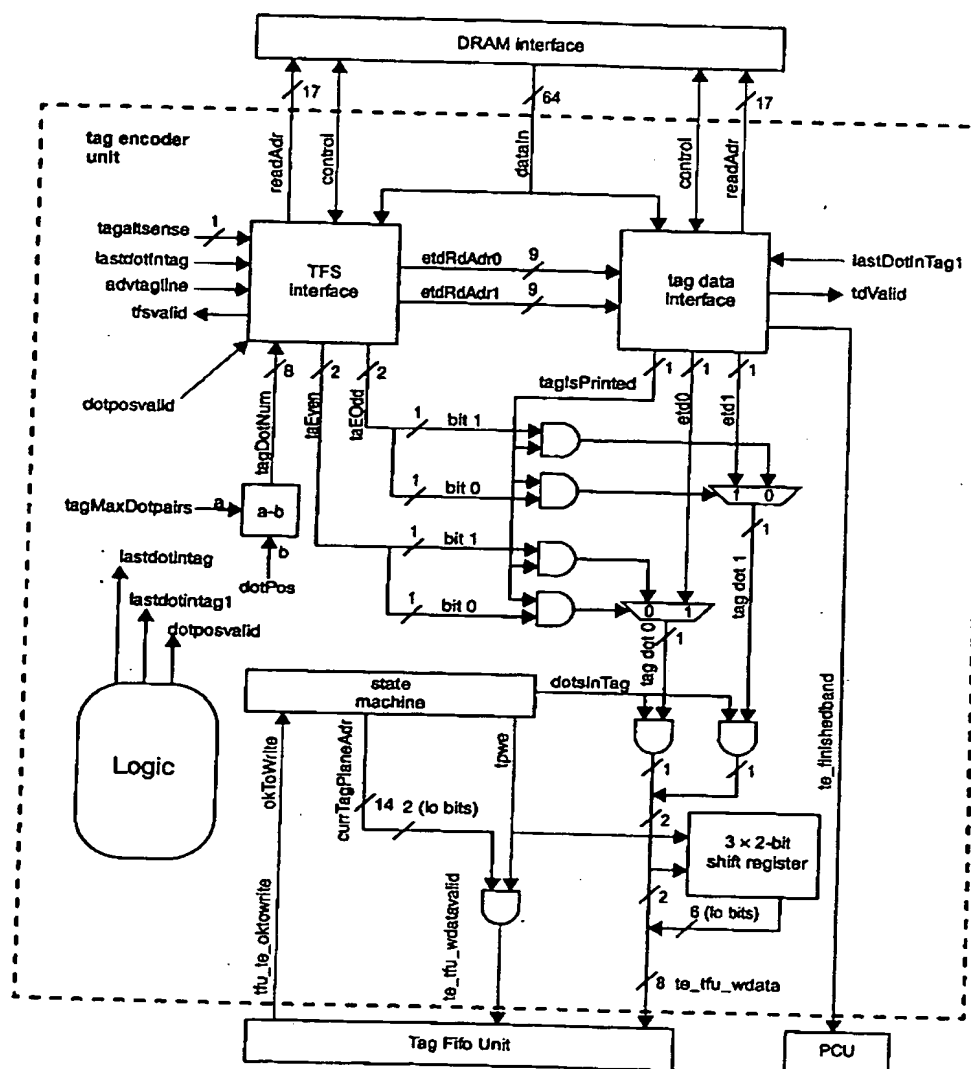 DRAM interface
17
64
17
tag encoder
unit
readAdr
control
dataIn
control
readAdr
tagaltsense
1
lastdotintag
advtagline
tfsvalid
dotposvalid
TFS
interface
etdRdAdr0
9
etdRdAdr1
9
tag data
interface
lastDotInTag1
tdValid
8
2
2
1
1
1
tagIsPrinted
tagDotNum
taEven
taEOdd
etd0
etd1
1
bit 1
1
bit 0
1
0
1
tagMaxDotpairs
a
a-b
b
dotPos
1
bit 1
1
bit 0
0
1
1
tag dot 0
tag dot 1
lastdotintag
lastdotintag1
dotposvalid
Logic
state
machine
dotsInTag
okToWrite
currTagPlaneAdr
tpwe
14
2 (lo bits)
1
1
2
3 × 2-bit
shift register
2
6 (lo bits)
te_finishedband
tfu_te_oktowrite
te_tfu_wdatavalid
8
te_tfu_wdata
Tag Fifo Unit
PCU